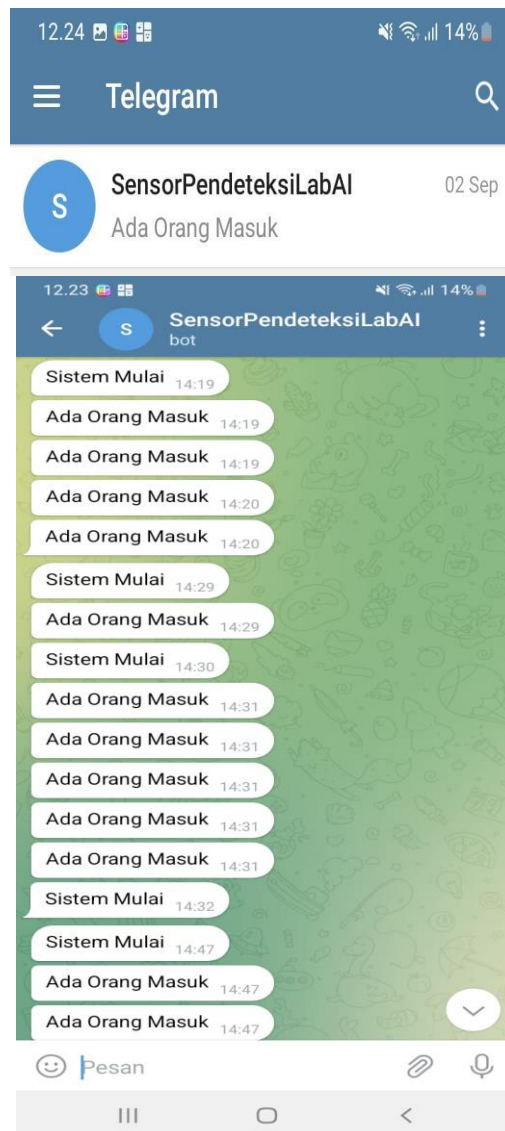 12.24 14%
Telegram
S
SensorPendeteksiLabAI 02 Sep
Ada Orang Masuk
12.23 14%
S
SensorPendeteksiLabAI
bot
Sistem Mulai 14:19
Ada Orang Masuk 14:19
Ada Orang Masuk 14:19
Ada Orang Masuk 14:20
Ada Orang Masuk 14:20
Sistem Mulai 14:29
Ada Orang Masuk 14:29
Sistem Mulai 14:30
Ada Orang Masuk 14:31
Ada Orang Masuk 14:31
Ada Orang Masuk 14:31
Ada Orang Masuk 14:31
Ada Orang Masuk 14:31
Sistem Mulai 14:32
Sistem Mulai 14:47
Ada Orang Masuk 14:47
Ada Orang Masuk 14:47
Pesan